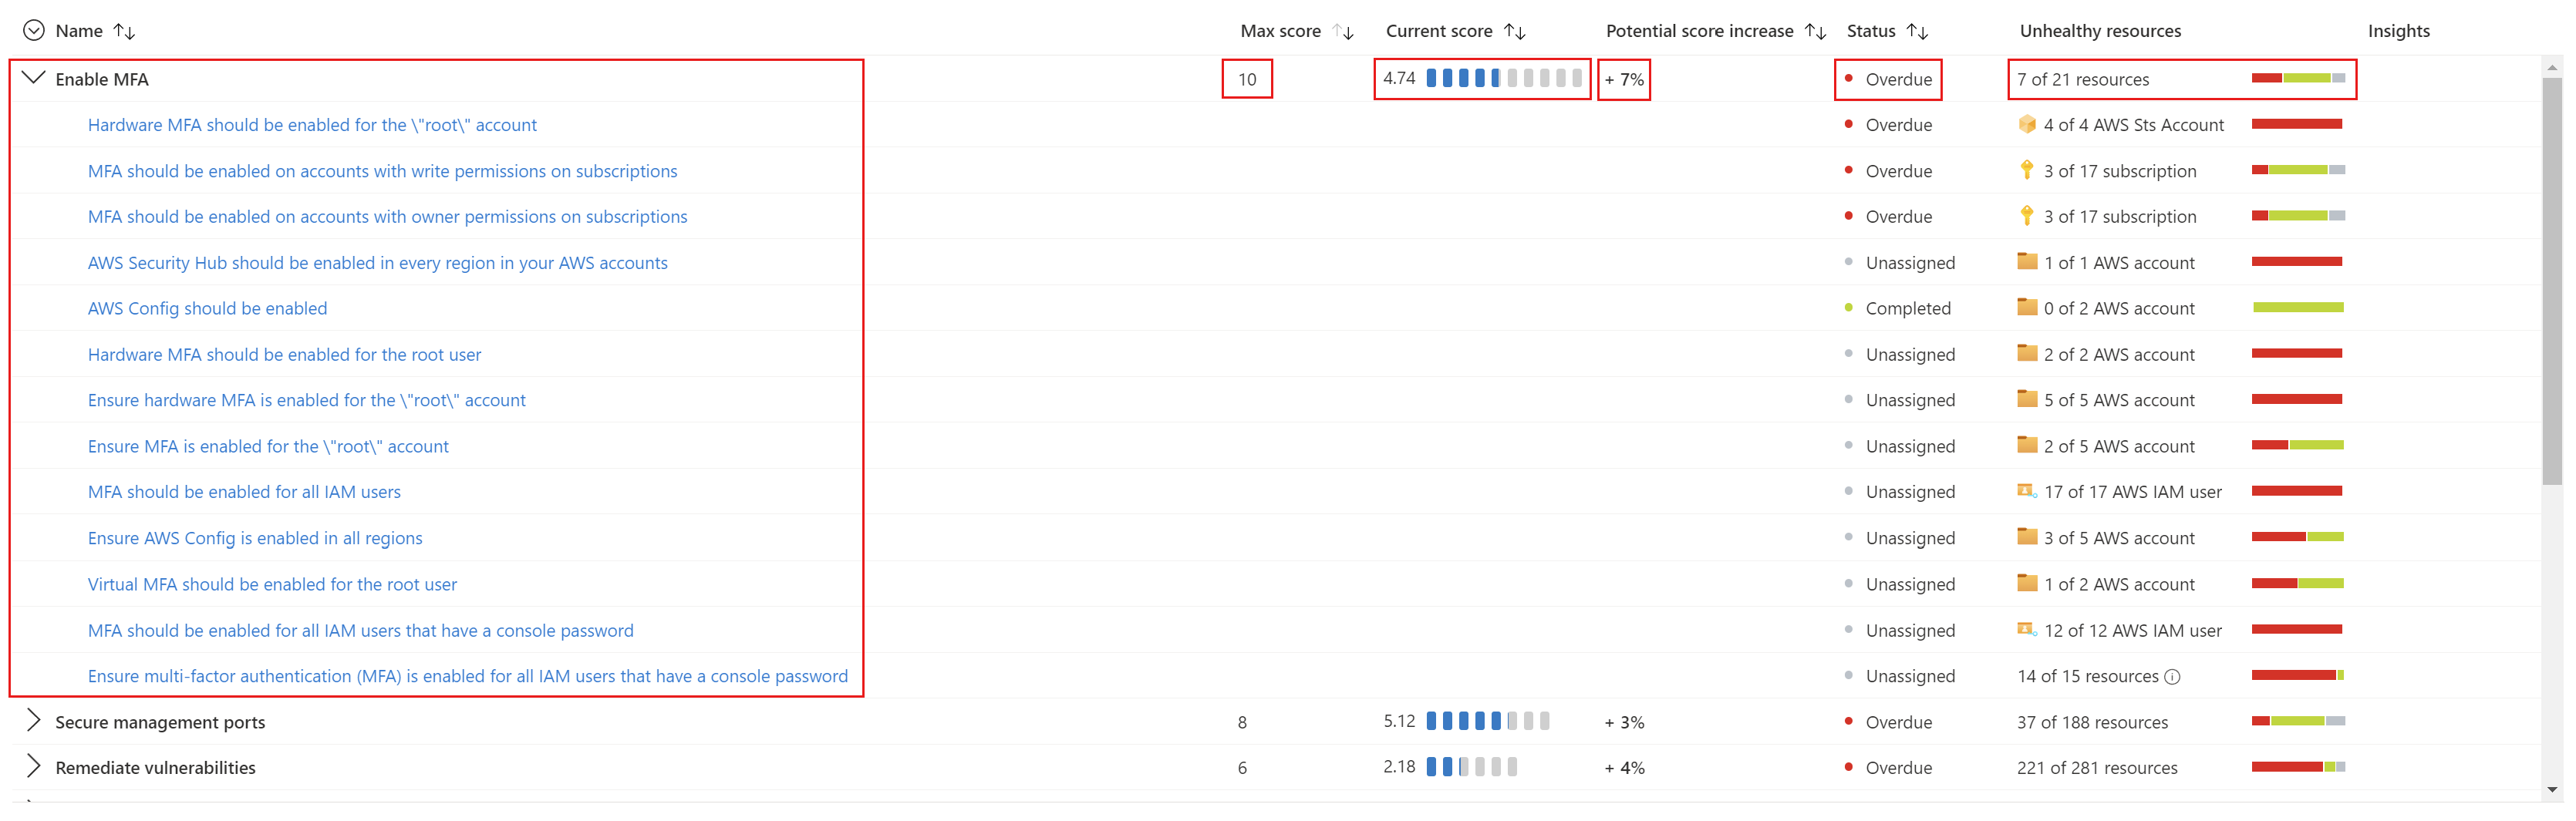 Name Max score Current score Potential score increase Status Unhealthy resources Insights
Enable MFA 10 4.74 + 7% Overdue 7 of 21 resources
Hardware MFA should be enabled for the \"root\" account Overdue 4 of 4 AWS Sts Account
MFA should be enabled on accounts with write permissions on subscriptions Overdue 3 of 17 subscription
MFA should be enabled on accounts with owner permissions on subscriptions Overdue 3 of 17 subscription
AWS Security Hub should be enabled in every region in your AWS accounts Unassigned 1 of 1 AWS account
AWS Config should be enabled Completed 0 of 2 AWS account
Hardware MFA should be enabled for the root user Unassigned 2 of 2 AWS account
Ensure hardware MFA is enabled for the \"root\" account Unassigned 5 of 5 AWS account
Ensure MFA is enabled for the \"root\" account Unassigned 2 of 5 AWS account
MFA should be enabled for all IAM users Unassigned 17 of 17 AWS IAM user
Ensure AWS Config is enabled in all regions Unassigned 3 of 5 AWS account
Virtual MFA should be enabled for the root user Unassigned 1 of 2 AWS account
MFA should be enabled for all IAM users that have a console password Unassigned 12 of 12 AWS IAM user
Ensure multi-factor authentication (MFA) is enabled for all IAM users that have a console password Unassigned 14 of 15 resources
Secure management ports 8 5.12 + 3% Overdue 37 of 188 resources
Remediate vulnerabilities 6 2.18 + 4% Overdue 221 of 281 resources